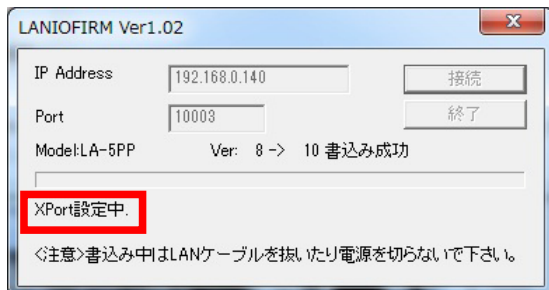 LANIOFIRM Ver1.02
IP Address 192.168.0.140 接続
Port 10003 終了
Model:LA-5PP Ver: 8 -> 10 書込み成功
XPort設定中.
<注意>書込み中はLANケーブルを抜いたり電源を切らないで下さい。